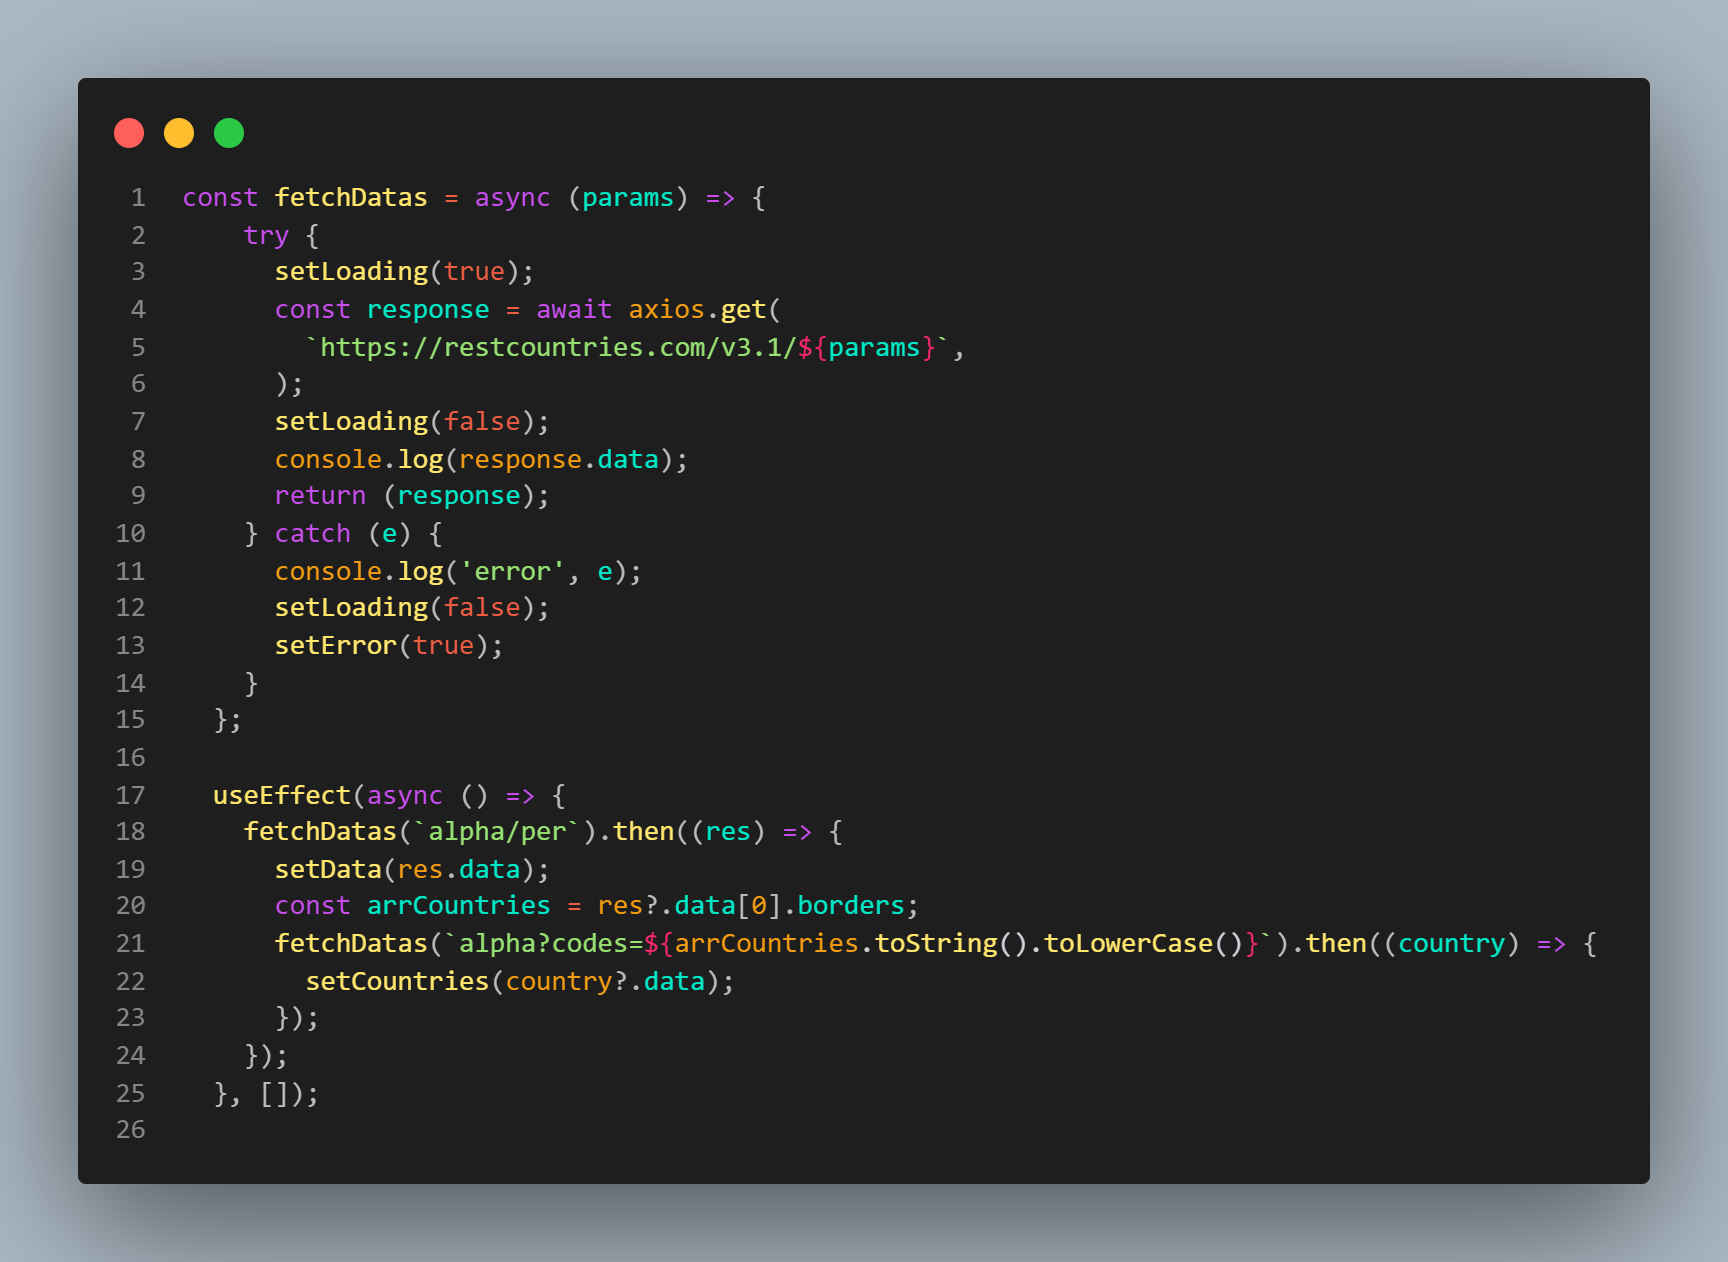 1 const fetchDatas = async (params) => {
2     try {
3       setLoading(true);
4       const response = await axios.get(
5         `https://restcountries.com/v3.1/${params}`,
6       );
7       setLoading(false);
8       console.log(response.data);
9       return (response);
10     } catch (e) {
11       console.log('error', e);
12       setLoading(false);
13       setError(true);
14     }
15   };
16
17   useEffect(async () => {
18     fetchDatas(`alpha/per`).then((res) => {
19       setData(res.data);
20       const arrCountries = res?.data[0].borders;
21       fetchDatas(`alpha?codes=${arrCountries.toString().toLowerCase()}`).then((country) => {
22         setCountries(country?.data);
23       });
24     });
25   }, []);
26